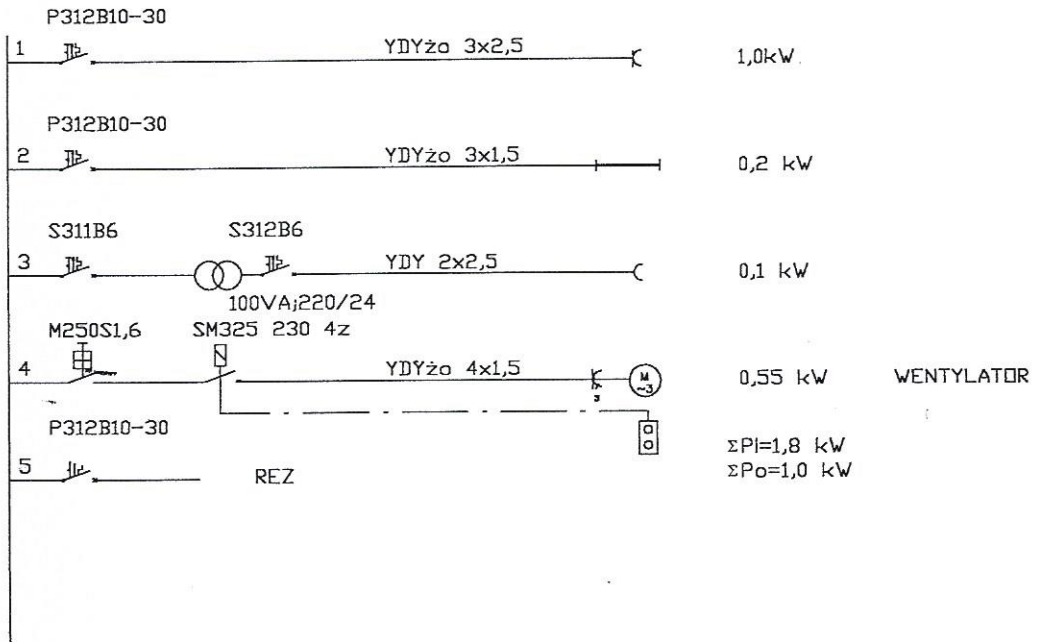 P312B10-30
1 YDYżo 3x2,5 1,0kW
P312B10-30
2 YDYżo 3x1,5 0,2 kW
S311B6 S312B6
3 YDY 2x2,5 0,1 kW
100VA;220/24
M250S1,6 SM325 230 4z
4 YDYżo 4x1,5 3 M ~3 0,55 kW WENTYLATOR
P312B10-30
ΣPi=1,8 kW
5 REZ ΣPo=1,0 kW